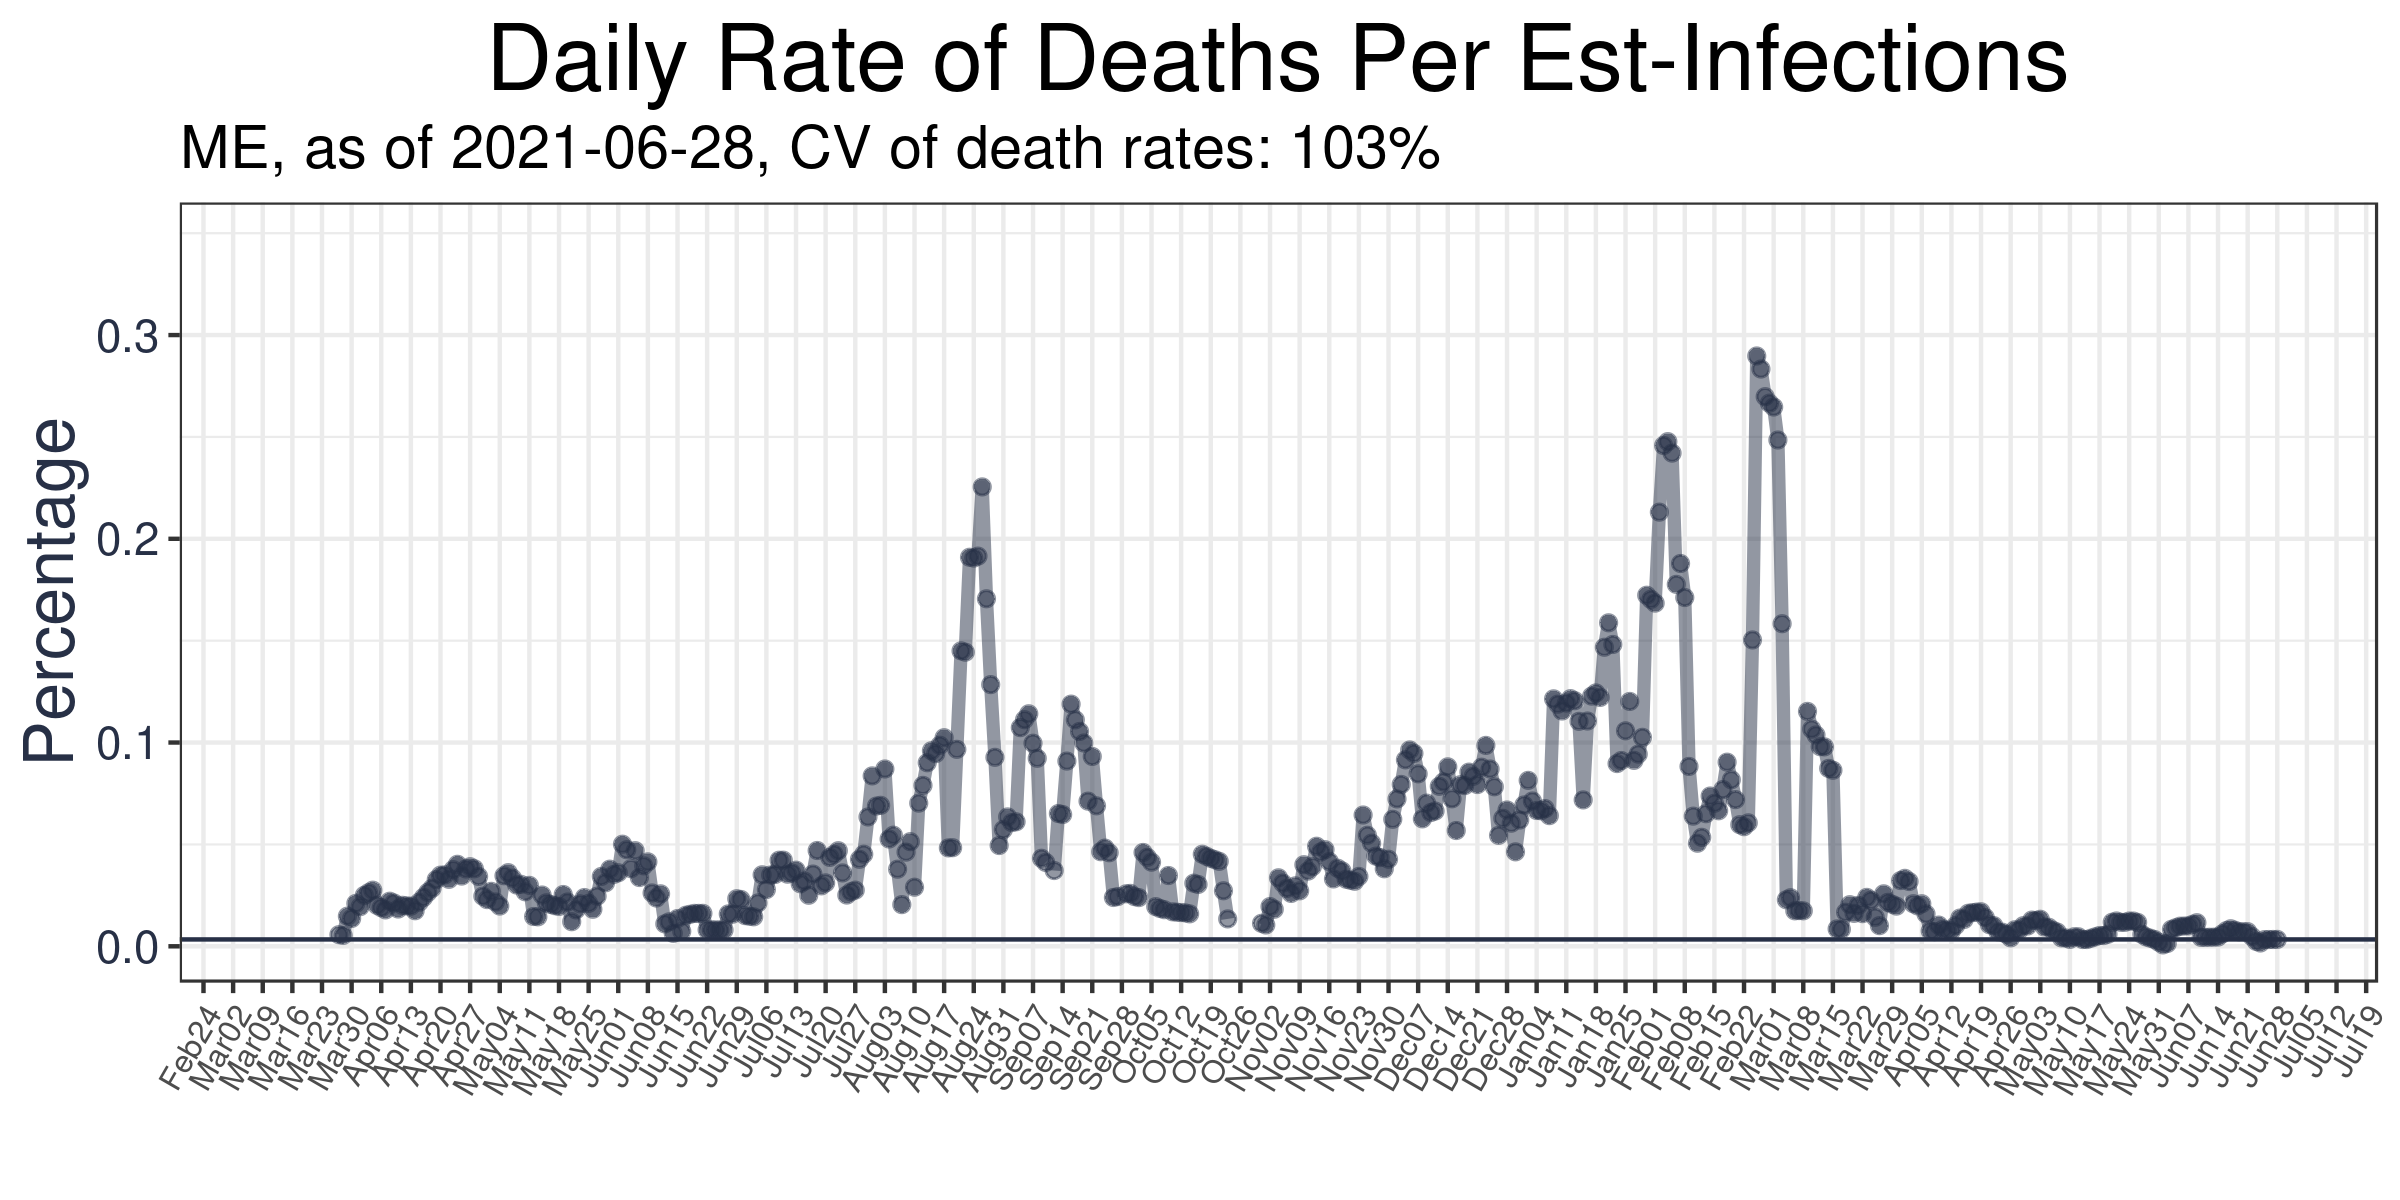 Daily Rate of Deaths Per Est-Infections
ME, as of 2021-06-28, CV of death rates: 103%
Percentage
0.3
0.2
0.1
0.0
Feb24
Mar02
Mar09
Mar16
Mar23
Mar30
Apr06
Apr13
Apr20
Apr27
May04
May11
May18
May25
Jun01
Jun08
Jun15
Jun22
Jun29
Jul06
Jul13
Jul20
Jul27
Aug03
Aug10
Aug17
Aug24
Aug31
Sep07
Sep14
Sep21
Sep28
Oct05
Oct12
Oct19
Oct26
Nov02
Nov09
Nov16
Nov23
Nov30
Dec07
Dec14
Dec21
Dec28
Jan04
Jan11
Jan18
Jan25
Feb01
Feb08
Feb15
Feb22
Mar01
Mar08
Mar15
Mar22
Mar29
Apr05
Apr12
Apr19
Apr26
May03
May10
May17
May24
May31
Jun07
Jun14
Jun21
Jun28
Jul05
Jul12
Jul19